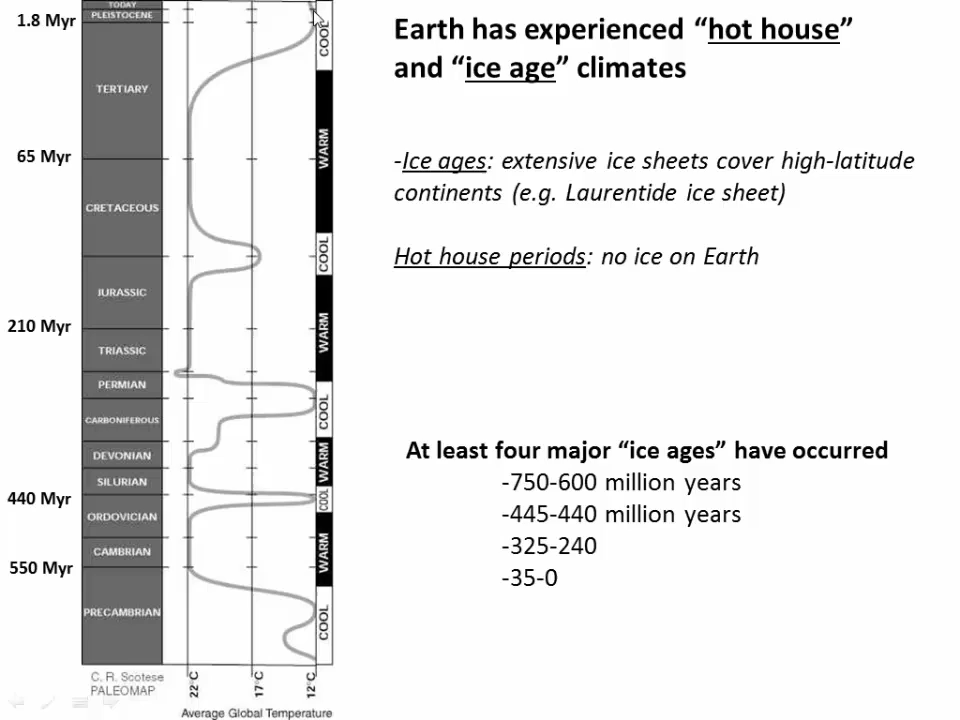 TODAY
PLEISTOCENE
1.8 Myr
COOL
TERTIARY
WARM
65 Myr
CRETACEOUS
COOL
JURASSIC
210 Myr
WARM
TRIASSIC
PERMIAN
COOL
CARBONIFEROUS
DEVONIAN
WARM
SILURIAN
440 Myr
COOL
ORDOVICIAN
CAMBRIAN
WARM
550 Myr
PRECAMBRIAN
COOL
C. R. Scotese
PALEOMAP
22°C
17°C
12°C
Average Global Temperature
Earth has experienced “hot house”
and “ice age” climates
-Ice ages: extensive ice sheets cover high-latitude
continents (e.g. Laurentide ice sheet)
Hot house periods: no ice on Earth
At least four major “ice ages” have occurred
-750-600 million years
-445-440 million years
-325-240
-35-0